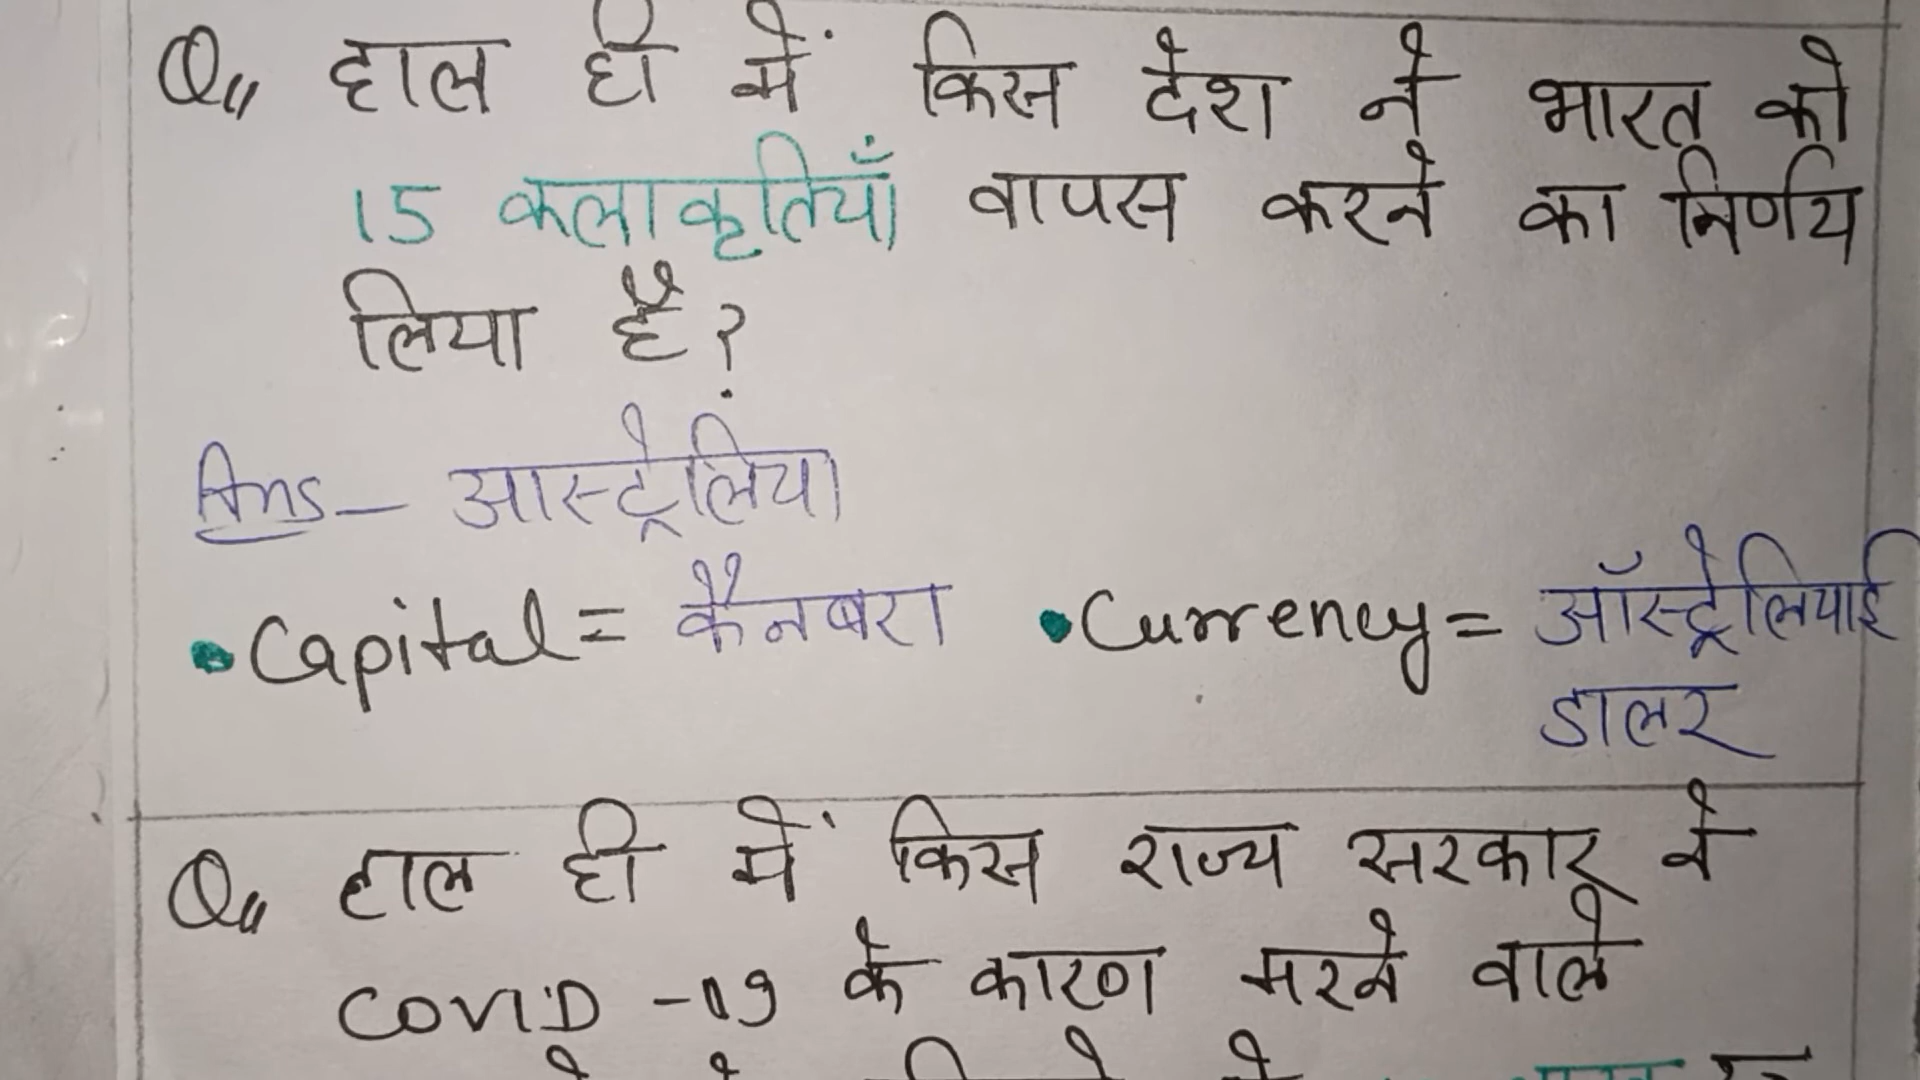 Q,, हाल ही में किस देश ने भारत को
15 कलाकृतियाँ वापस करने का निर्णय
लिया है?
Ans- आस्ट्रेलिया
•Capital = कैनबरा •Currency = ऑस्ट्रेलियाई
डालर
Q,, हाल ही में किस राज्य सरकार ने
COVID -19 के कारण मरने वाले